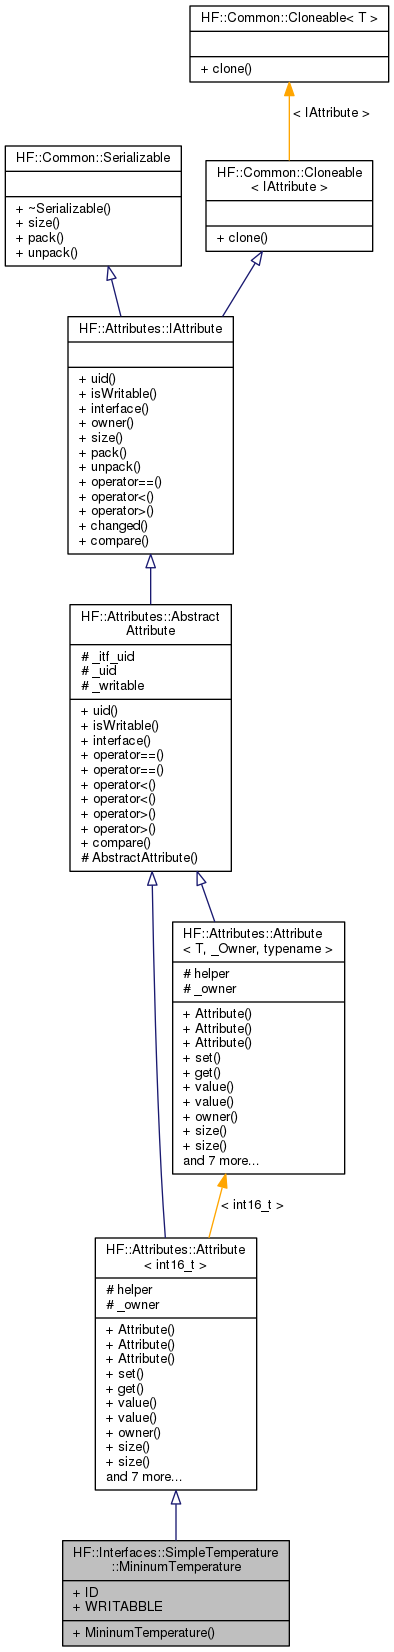 HF::Common::Cloneable< T >
+ clone()
< IAttribute >
HF::Common::Serializable
+ ~Serializable()
+ size()
+ pack()
+ unpack()
HF::Common::Cloneable
< IAttribute >
+ clone()
HF::Attributes::IAttribute
+ uid()
+ isWritable()
+ interface()
+ owner()
+ size()
+ pack()
+ unpack()
+ operator==()
+ operator<()
+ operator>()
+ changed()
+ compare()
HF::Attributes::Abstract
Attribute
# _itf_uid
# _uid
# _writable
+ uid()
+ isWritable()
+ interface()
+ operator==()
+ operator==()
+ operator<()
+ operator<()
+ operator>()
+ operator>()
+ compare()
# AbstractAttribute()
HF::Attributes::Attribute
< T, _Owner, typename >
# helper
# _owner
+ Attribute()
+ Attribute()
+ Attribute()
+ set()
+ get()
+ value()
+ value()
+ owner()
+ size()
+ size()
and 7 more...
< int16_t >
HF::Attributes::Attribute
< int16_t >
# helper
# _owner
+ Attribute()
+ Attribute()
+ Attribute()
+ set()
+ get()
+ value()
+ value()
+ owner()
+ size()
+ size()
and 7 more...
HF::Interfaces::SimpleTemperature
::MininumTemperature
+ ID
+ WRITABBLE
+ MininumTemperature()